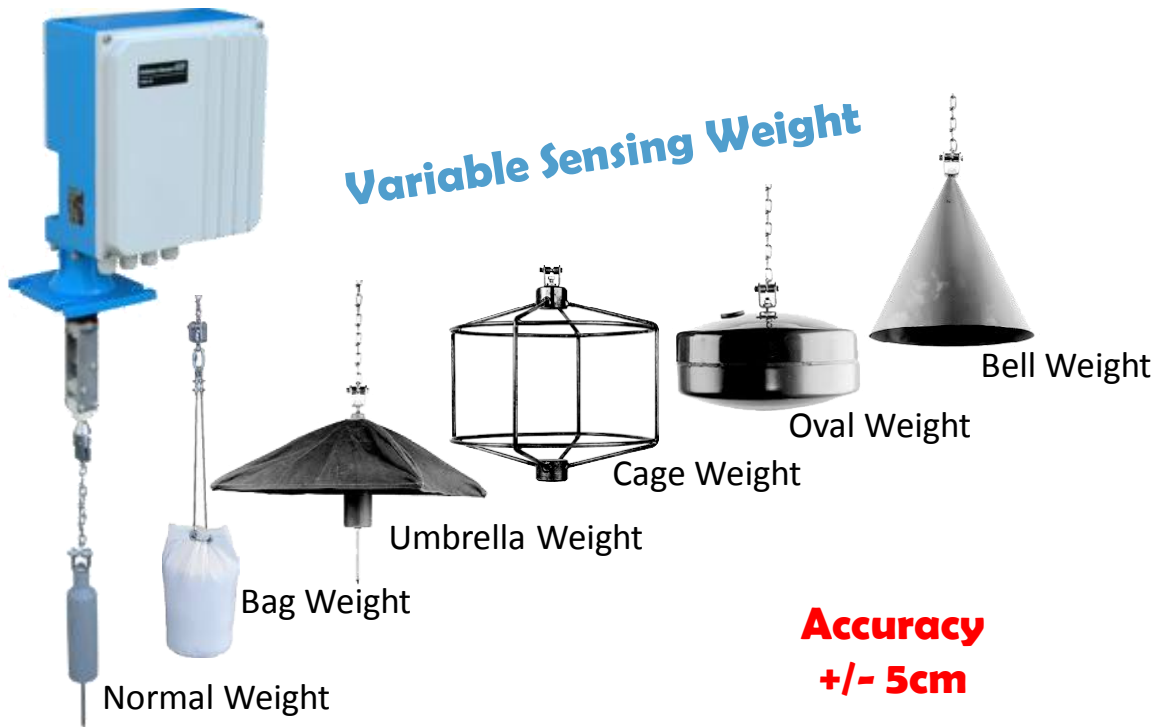 Variable Sensing Weight
Bell Weight
Oval Weight
Cage Weight
Umbrella Weight
Bag Weight
Normal Weight
Accuracy
+/- 5cm